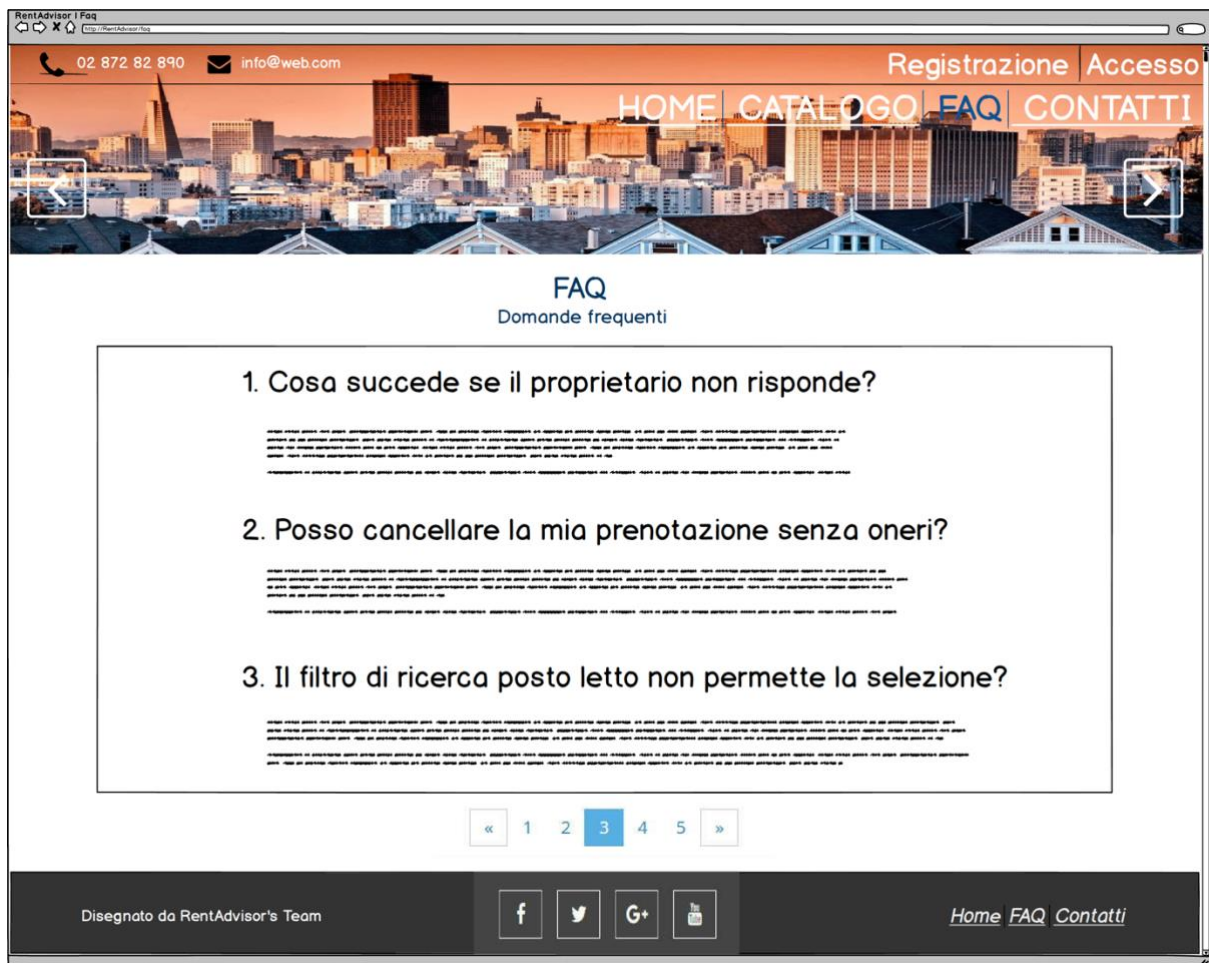 RentAdvisor | Faq
http://RentAdvisor/faq
02 872 82 890 info@web.com
Registrazione Accesso
HOME CATALOGO FAQ CONTATTI
FAQ
Domande frequenti
1. Cosa succede se il proprietario non risponde?
2. Posso cancellare la mia prenotazione senza oneri?
3. Il filtro di ricerca posto letto non permette la selezione?
« 1 2 3 4 5 »
Disegnato da RentAdvisor's Team
f G+ You Tube
Home FAQ Contatti